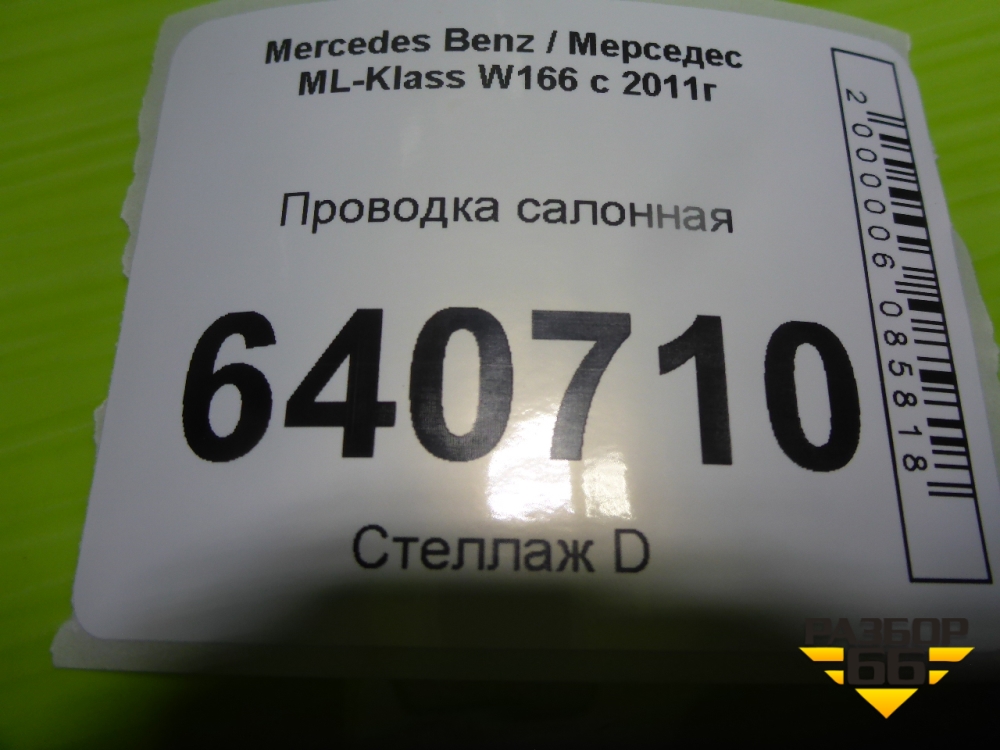 Mercedes Benz / Мерседес
ML-Klass W166 с 2011г
Проводка салонная
640710
Стеллаж D
2000006085818
РАЗБОР
66